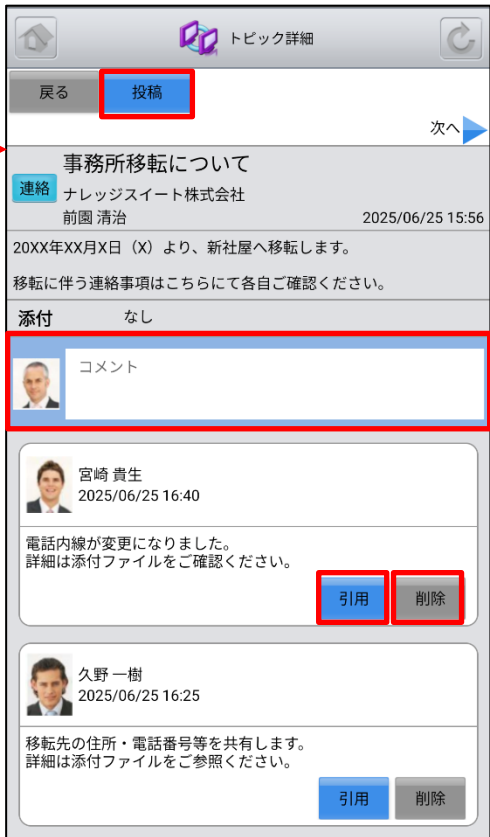 トピック詳細
戻る
投稿
次へ
事務所移転について
連絡
ナレッジスイート株式会社
前園 清治
2025/06/25 15:56
20XX年XX月X日（X）より、新社屋へ移転します。
移転に伴う連絡事項はこちらにて各自ご確認ください。
添付 なし
コメント
宮崎 貴生
2025/06/25 16:40
電話内線が変更になりました。
詳細は添付ファイルをご確認ください。
引用 削除
久野 一樹
2025/06/25 16:25
移転先の住所・電話番号等を共有します。
詳細は添付ファイルをご参照ください。
引用 削除